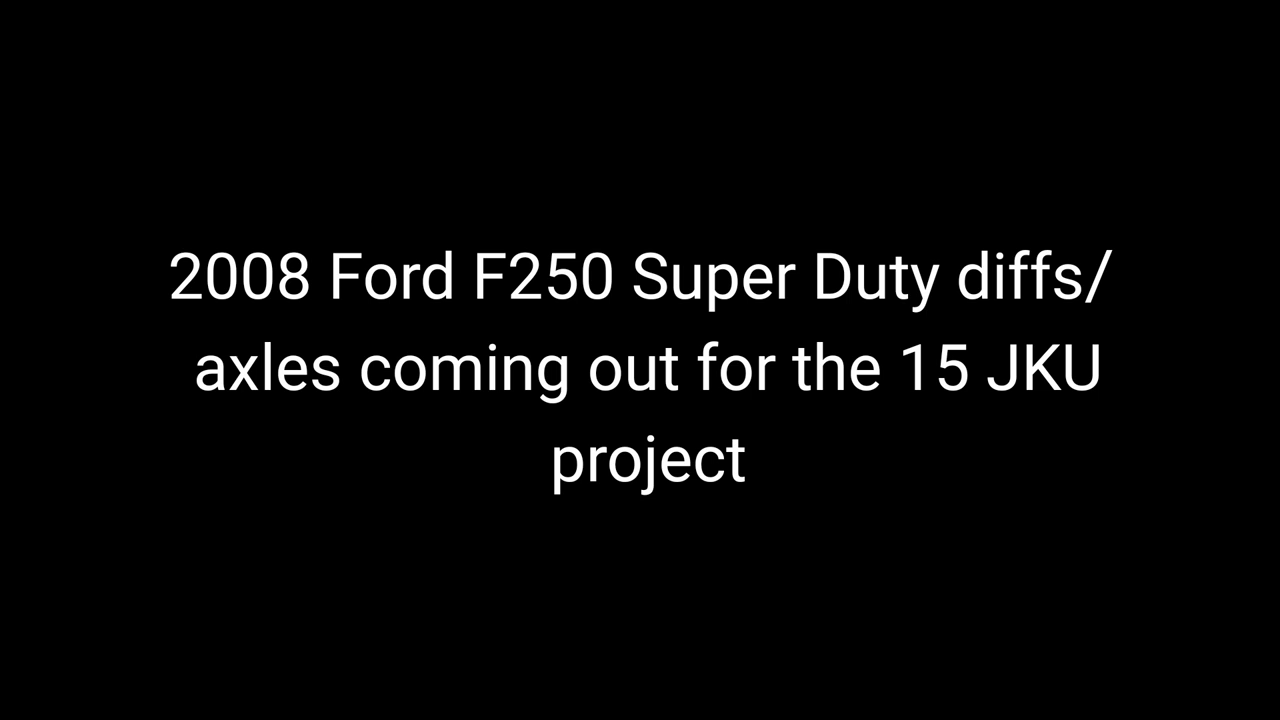 2008 Ford F250 Super Duty diffs/
axles coming out for the 15 JKU
project